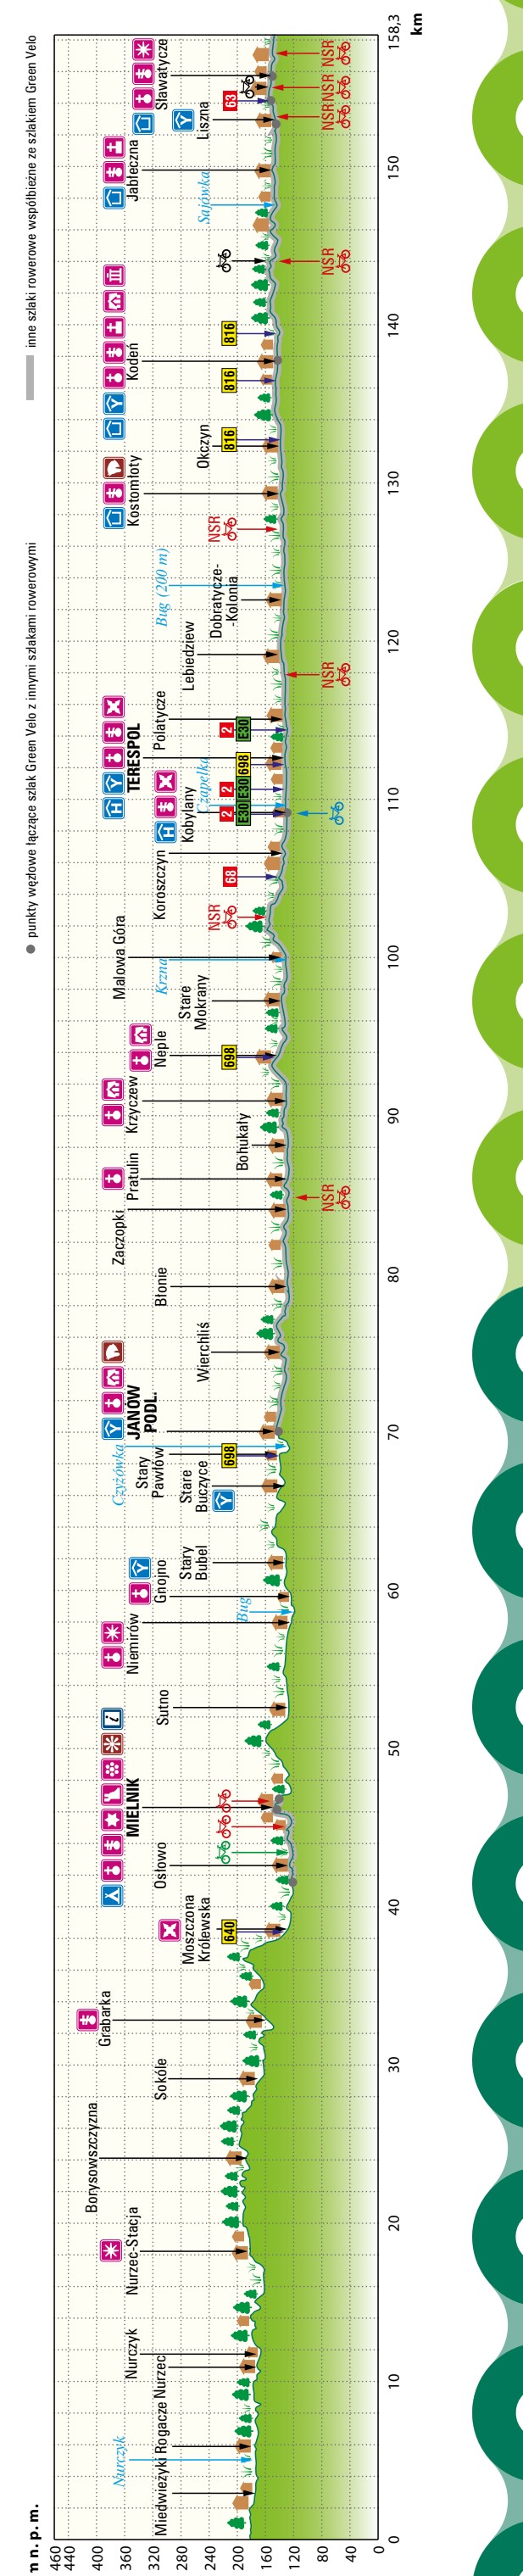 ● punkty węzłowe łączące szlak Green Velo z innymi szlakami rowerowymi
inne szlaki rowerowe współbieżne ze szlakiem Green Velo
m n. p. m.
460
440
400
360
320
280
240
200
160
120
80
40
0
Miedwieżyki
Nurczyk
Rogacze
Nurzec
Nurczyk
Nurzec-Stacja
Borysowszczyzna
Sokóle
Grabarka
Moszczona
Królewska
640
Osłowo
MIELNIK
i
Sutno
Niemirów
Bug
Gnojno
Stary
Bubel
Stare
Buczyce
Stary
Pawłów
698
Czyżówka
JANÓW
PODL.
Wierchliś
Błonie
Zaczopki
NSR
Pratulin
Bohukały
Krzyczew
Neple
698
Stare
Mokrany
Krzna
Malowa Góra
NSR
68
Koroszczyn
Kobylany
2
E30
Czapelka
2
E30
698
TERESPOL
2
E30
Polatycze
NSR
Lebiedziew
Dobratycze-
-Kolonia
Bug (200 m)
NSR
Kostomłoty
Okczyn
816
816
Kodeń
816
NSR
Sajówka
Jabłeczna
Liszna
NSR
63
NSR
Sławatycze
NSR
0
10
20
30
40
50
60
70
80
90
100
110
120
130
140
150
158,3
km